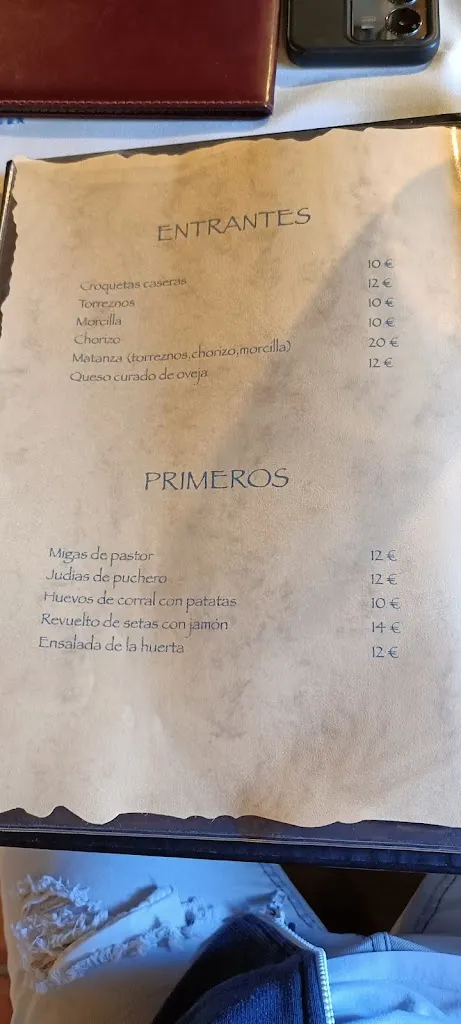 ENTRANTES
Croquetas caseras 10 €
Torreznos 12 €
Morcilla 10 €
Chorizo 10 €
Matanza (torreznos,chorizo,morcilla) 20 €
Queso curado de oveja 12 €
PRIMEROS
Migas de pastor 12 €
Judias de puchero 12 €
Huevos de corral con patatas 10 €
Revuelto de setas con jamón 14 €
Ensalada de la huerta 12 €